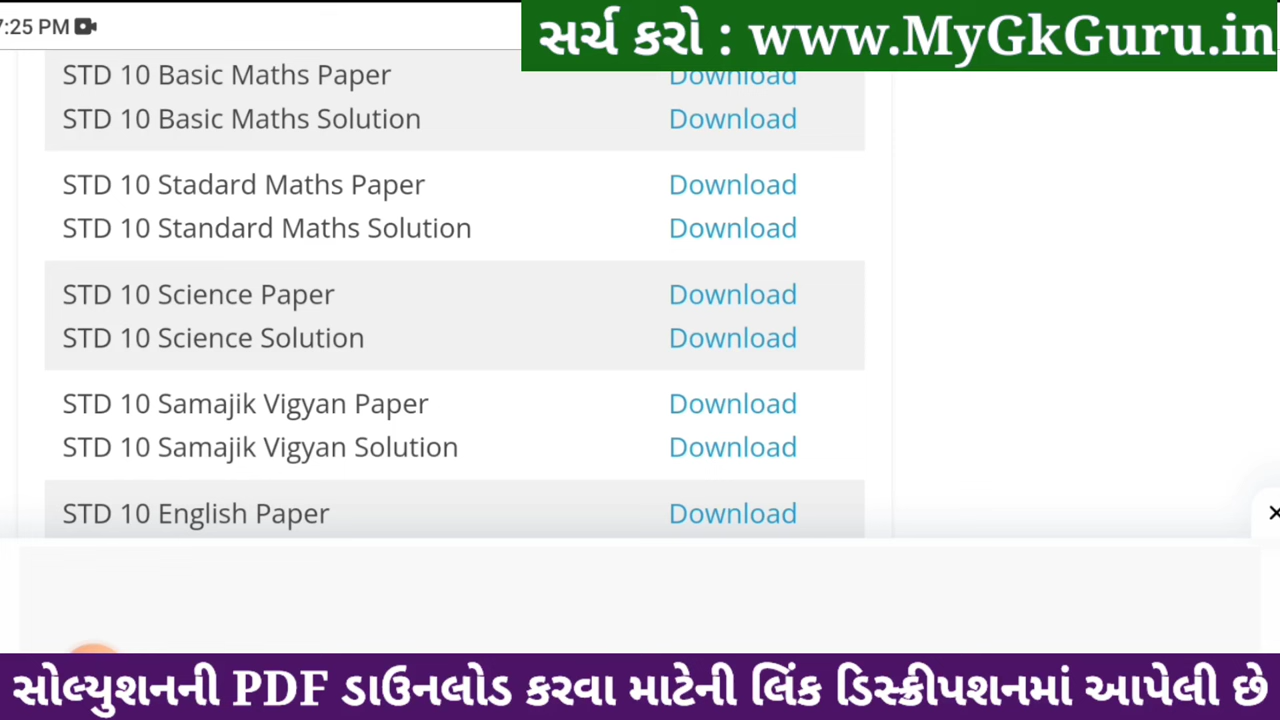 7:25 PM
સર્ચ કરો : www.MyGkGuru.in
STD 10 Basic Maths Paper Download
STD 10 Basic Maths Solution Download
STD 10 Stadard Maths Paper Download
STD 10 Standard Maths Solution Download
STD 10 Science Paper Download
STD 10 Science Solution Download
STD 10 Samajik Vigyan Paper Download
STD 10 Samajik Vigyan Solution Download
STD 10 English Paper Download
સોલ્યુશનની PDF ડાઉનલોડ કરવા માટેની લિંક ડિસ્ક્રીપશનમાં આપેલી છે